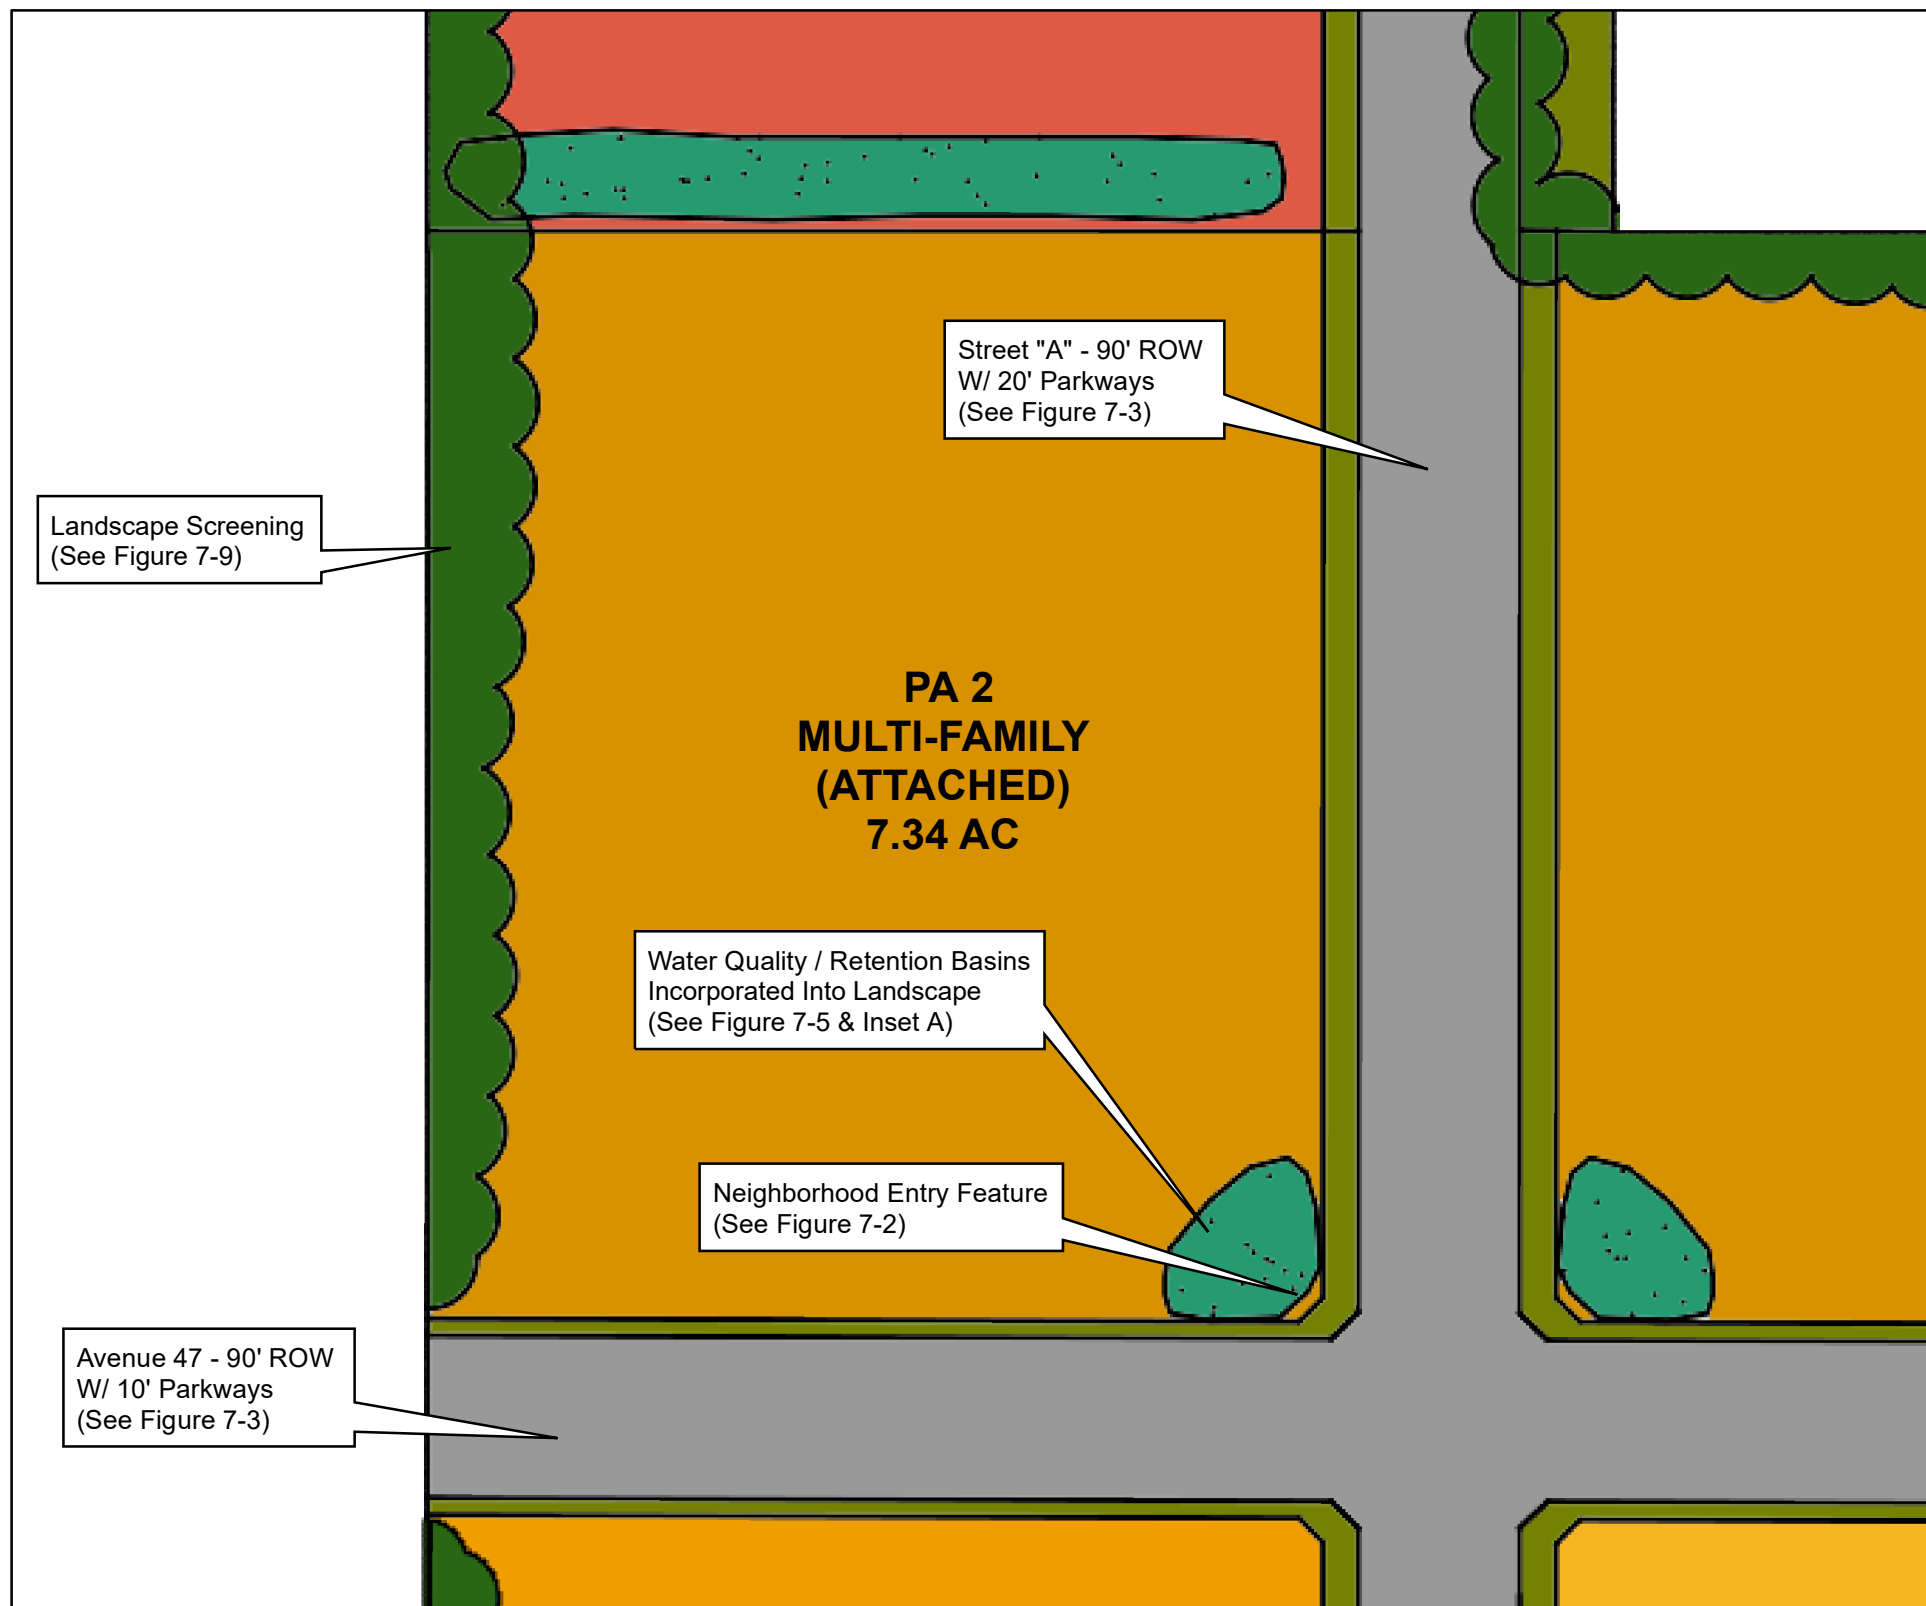 Street "A" - 90' ROW
W/ 20' Parkways
(See Figure 7-3)
Landscape Screening
(See Figure 7-9)
PA 2
MULTI-FAMILY
(ATTACHED)
7.34 AC
Water Quality / Retention Basins
Incorporated Into Landscape
(See Figure 7-5 & Inset A)
Neighborhood Entry Feature
(See Figure 7-2)
Avenue 47 - 90' ROW
W/ 10' Parkways
(See Figure 7-3)